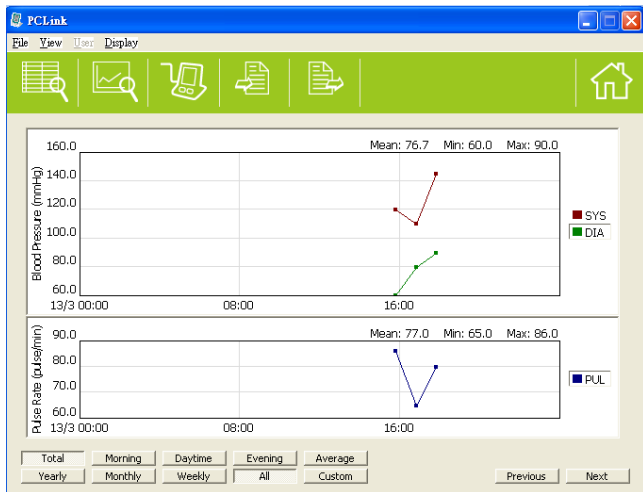 PCLink
File View User Display
Mean: 76.7 Min: 60.0 Max: 90.0
Blood Pressure (mmHg)
160.0
140.0
120.0
100.0
80.0
60.0
13/3 00:00 08:00 16:00
SYS
DIA
Mean: 77.0 Min: 65.0 Max: 86.0
Pulse Rate (pulse/min)
90.0
80.0
70.0
60.0
13/3 00:00 08:00 16:00
PUL
Total Morning Daytime Evening Average
Yearly Monthly Weekly All Custom Previous Next